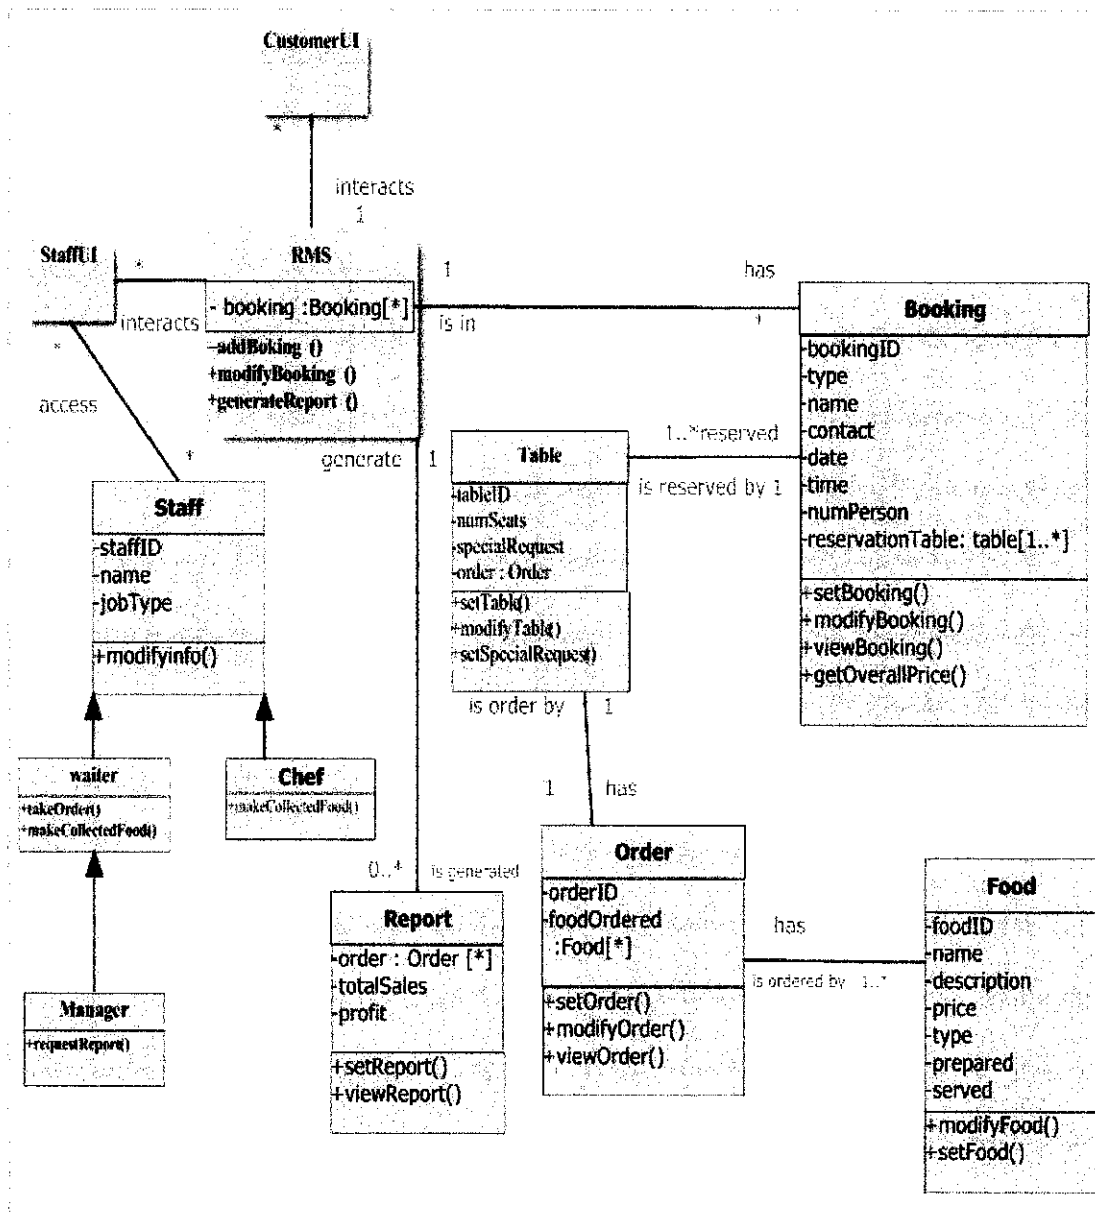 CustomerUI
*
interacts
1
StaffUI
*
interacts
*
RMS
- booking :Booking[*]
-addBoking ()
+modifyBooking ()
+generateReport ()
1
has
is in
*
Booking
-bookingID
-type
-name
-contact
-date
-time
-numPerson
-reservationTable: table[1..*]
+setBooking()
+modifyBooking()
+viewBooking()
+getOverallPrice()
access
*
generate 1
1..*reserved
is reserved by 1
Table
-tableID
-numSeats
-specialRequest
-order : Order
+setTable()
+modifyTable()
+setSpecialRequest()
Staff
-staffID
-name
-jobType
+modifyinfo()
is order by 1
waiter
+takeOrder()
+makeCollectedFood()
Chef
+makeCollectedFood()
1 has
Order
-orderID
-foodOrdered
:Food[*]
+setOrder()
+modifyOrder()
+viewOrder()
0..* is generated
Report
-order : Order [*]
-totalSales
-profit
+setReport()
+viewReport()
has
is ordered by 1..*
Food
-foodID
-name
-description
-price
-type
-prepared
-served
+modifyFood()
+setFood()
Manager
+requestReport()